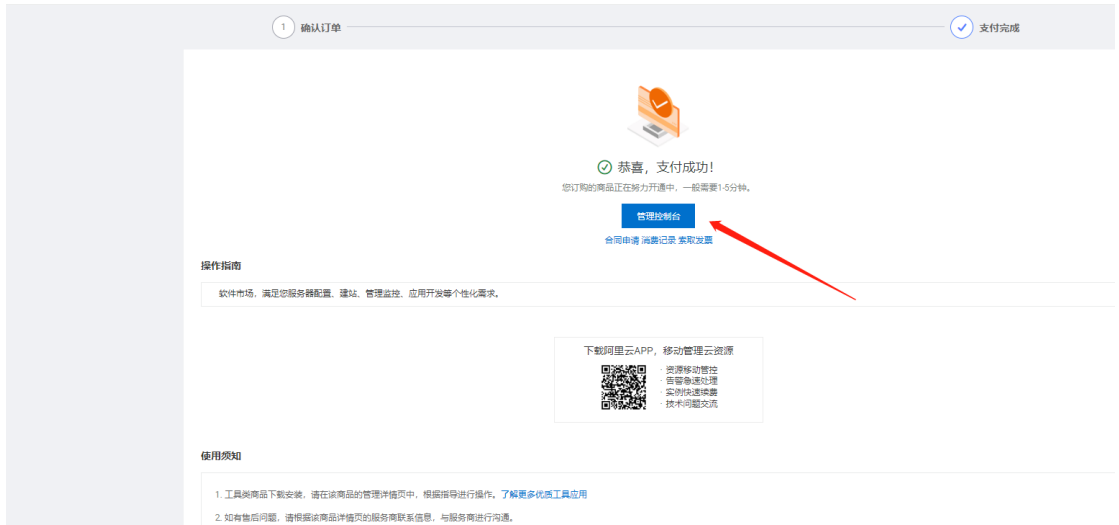 1 确认订单
支付完成
恭喜，支付成功！
您订购的商品正在努力开通中，一般需要1-5分钟。
管理控制台
合同申请 消费记录 索取发票
操作指南
软件市场，满足您服务器配置、建站、管理监控、应用开发等个性化需求。
下载阿里云APP，移动管理云资源
· 资源移动管控
· 告警急速处理
· 实例快速续费
· 技术问题交流
使用须知
1. 工具类商品下载安装，请在该商品的管理详情页中，根据指导进行操作。了解更多优质工具应用
2. 如有售后问题，请根据该商品详情页的服务商联系信息，与服务商进行沟通。